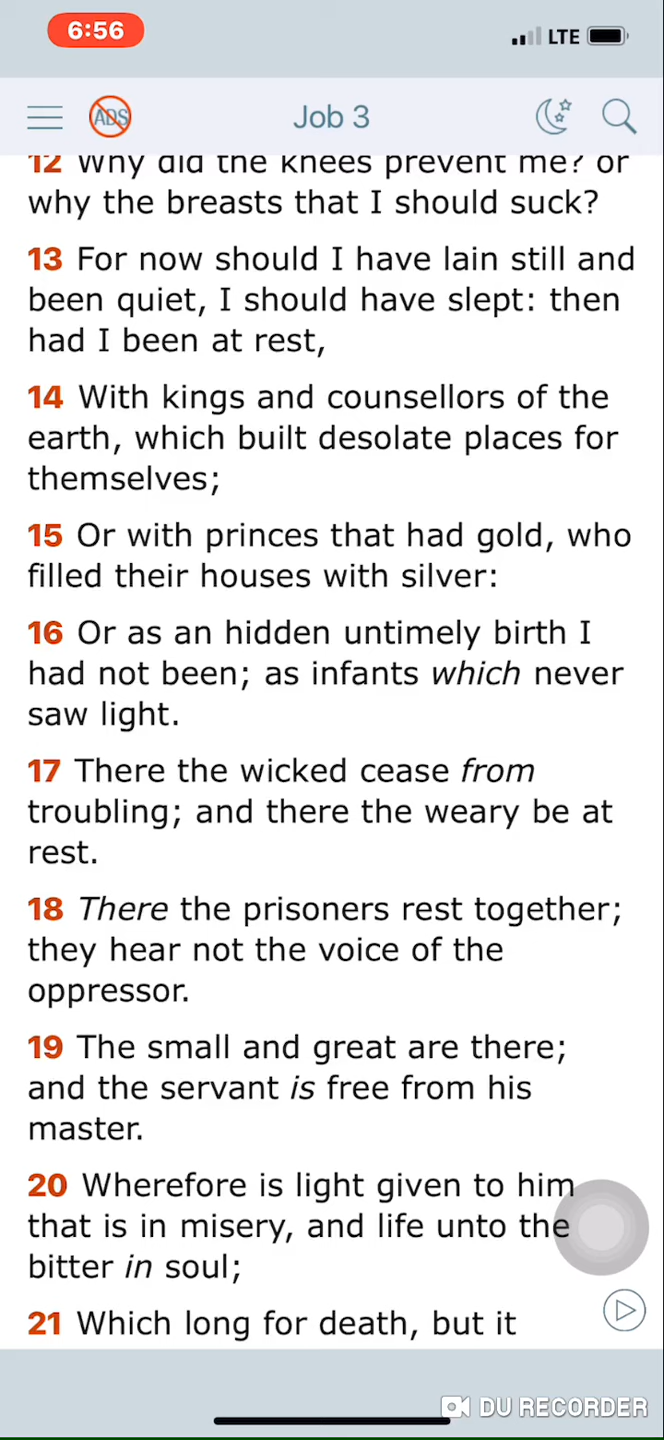 6:56
LTE
ADS
Job 3
12 Why did the knees prevent me? or
why the breasts that I should suck?
13 For now should I have lain still and
been quiet, I should have slept: then
had I been at rest,
14 With kings and counsellors of the
earth, which built desolate places for
themselves;
15 Or with princes that had gold, who
filled their houses with silver:
16 Or as an hidden untimely birth I
had not been; as infants which never
saw light.
17 There the wicked cease from
troubling; and there the weary be at
rest.
18 There the prisoners rest together;
they hear not the voice of the
oppressor.
19 The small and great are there;
and the servant is free from his
master.
20 Wherefore is light given to him
that is in misery, and life unto the
bitter in soul;
21 Which long for death, but it
DU RECORDER